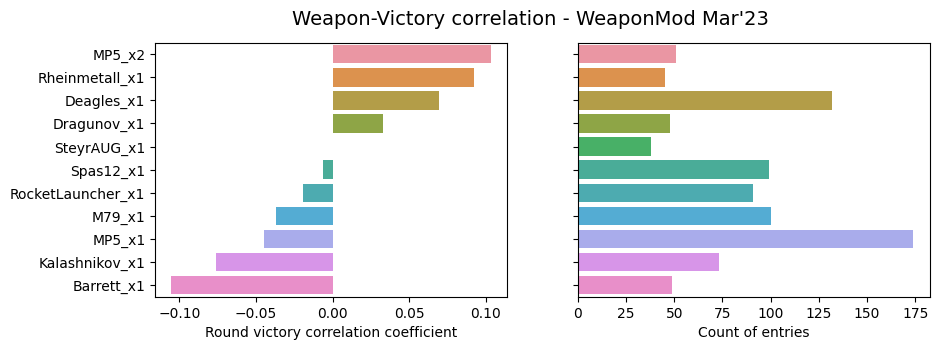 Weapon-Victory correlation - WeaponMod Mar'23
MP5_x2
Rheinmetall_x1
Deagles_x1
Dragunov_x1
SteyrAUG_x1
Spas12_x1
RocketLauncher_x1
M79_x1
MP5_x1
Kalashnikov_x1
Barrett_x1
−0.10 −0.05 0.00 0.05 0.10
Round victory correlation coefficient
0 25 50 75 100 125 150 175
Count of entries